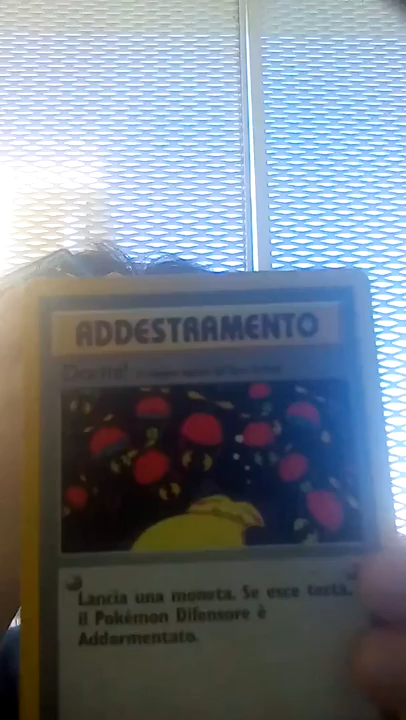 ADDESTRAMENTO
Lancia una moneta. Se esce testa,
il Pokémon Difensore è
Addormentato.